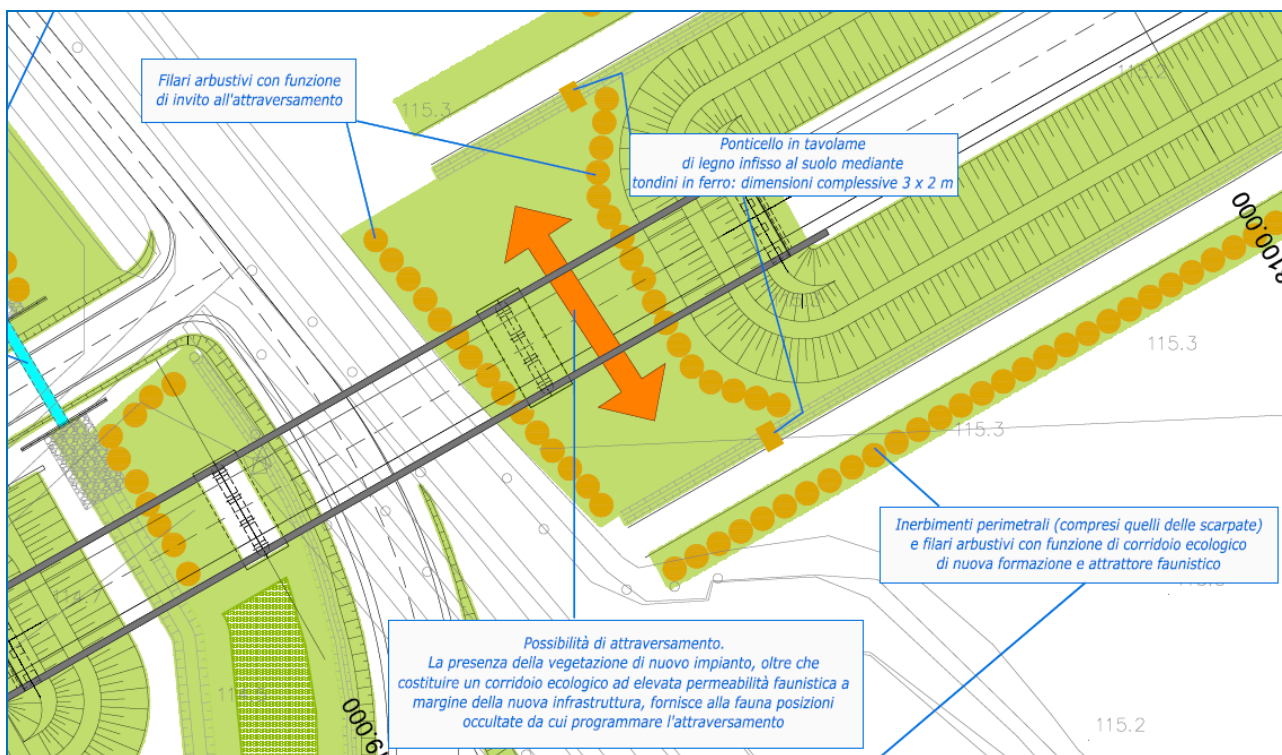 Filari arbustivi con funzione
di invito all'attraversamento
115.3
115.2
Ponticello in tavolame
di legno infisso al suolo mediante
tondini in ferro: dimensioni complessive 3 x 2 m
115.3
115.3
Inerbimenti perimetrali (compresi quelli delle scarpate)
e filari arbustivi con funzione di corridoio ecologico
di nuova formazione e attrattore faunistico
114.7
Possibilità di attraversamento.
La presenza della vegetazione di nuovo impianto, oltre che
costituire un corridoio ecologico ad elevata permeabilità faunistica a
margine della nuova infrastruttura, fornisce alla fauna posizioni
occultate da cui programmare l'attraversamento
115.2